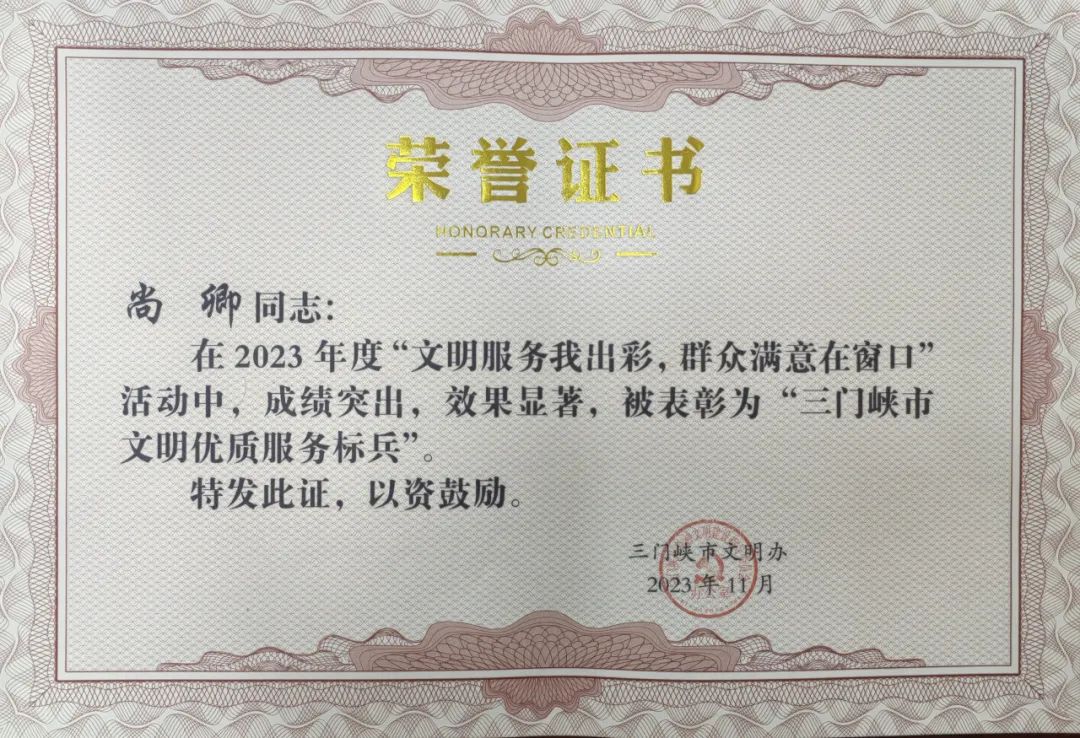 荣誉证书
HONORARY CREDENTIAL
尚 卿 同志：
在 2023 年度“文明服务我出彩，群众满意在窗口”
活动中，成绩突出，效果显著，被表彰为“三门峡市
文明优质服务标兵”。
特发此证，以资鼓励。
三门峡市文明办
2023 年 11 月
办公室